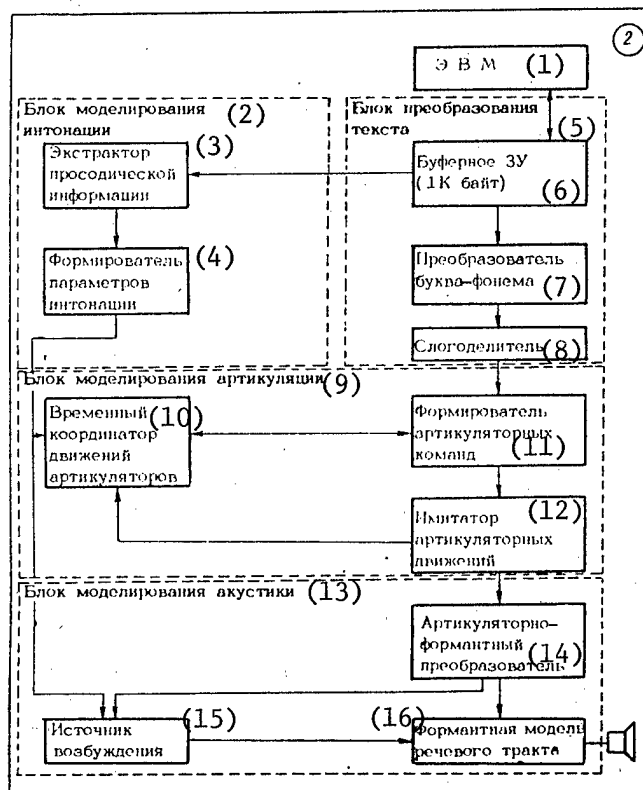 2
Э В М (1)
Блок моделирования
интонации (2)
Блок преобразования
текста (5)
Экстрактор (3)
просодической
информации
Буферное ЗУ
(1К байт) (6)
Формирователь (4)
параметров
интонации
Преобразователь
буква-фонема (7)
Слогоделитель (8)
Блок моделирования артикуляции (9)
Временный (10)
координатор
движений
артикуляторов
Формирователь
артикуляторных
команд (11)
Имитатор (12)
артикуляторных
движений
Блок моделирования акустики (13)
Артикуляторно-
формантный
преобразователь (14)
Источник (15)
возбуждения
(16) Формантная модель
речевого тракта